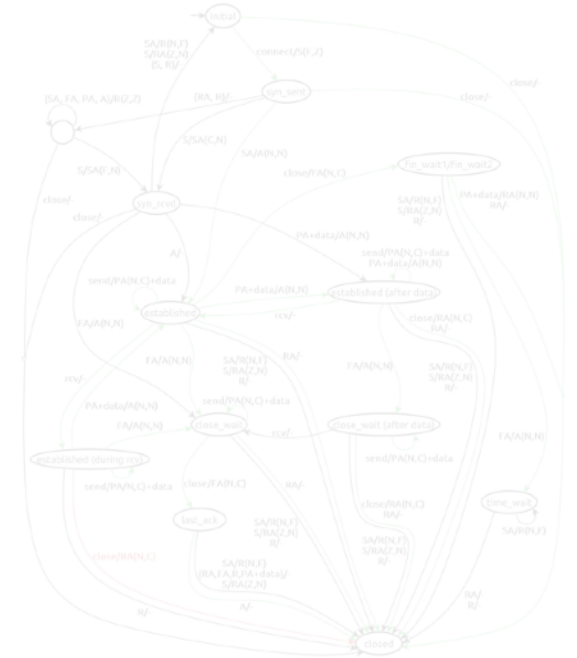 initial
SA/R(N,F)
S/RA(Z,N)
{S, R}/-
connect/S(F,Z)
close/-
syn_sent
close/-
{SA, FA, PA, A}/R(Z,Z)
{RA, R}/-
S/SA(C,N)
SA/A(N,N)
fin_wait1/fin_wait2
close/FA(N,C)
S/SA(F,N)
SA/R(N,F)
S/RA(Z,N)
R/-
PA+data/RA(N,N)
RA/-
close/-
syn_rcvd
close/-
PA+data/A(N,N)
A/-
send/PA(N,C)+data
PA+data/A(N,N)
send/PA(N,C)+data
PA+data/A(N,N)
established (after data)
established
rcv/-
close/RA(N,C)
RA/-
FA/A(N,N)
FA/A(N,N)
SA/R(N,F)
S/RA(Z,N)
R/-
RA/-
FA/A(N,N)
SA/R(N,F)
S/RA(Z,N)
R/-
rcv/-
send/PA(N,C)+data
PA+data/A(N,N)
FA/A(N,N)
close_wait
rcv/-
close_wait (after data)
FA/A(N,N)
established (during rcv)
send/PA(N,C)+data
send/PA(N,C)+data
close/FA(N,C)
RA/-
close/RA(N,C)
RA/-
time_wait
last_ack
SA/R(N,F)
S/RA(Z,N)
R/-
SA/R(N,F)
close/RA(N,C)
SA/R(N,F)
S/RA(Z,N)
R/-
SA/R(N,F)
{RA,FA,R,PA+data}/-
S/RA(Z,N)
RA/-
R/-
R/-
closed